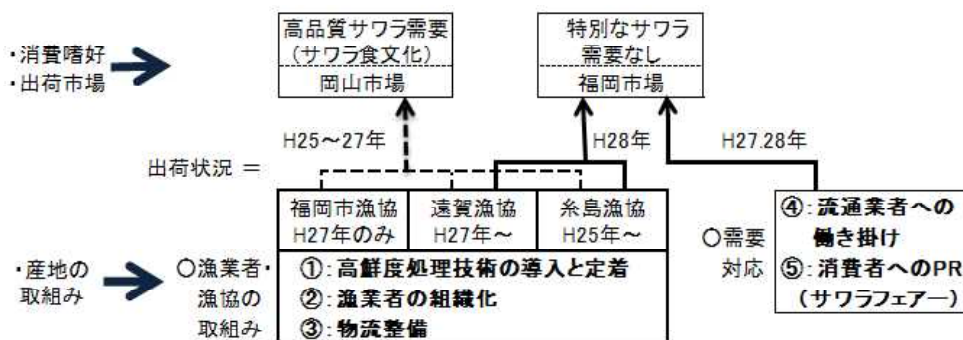 ・消費嗜好
・出荷市場
高品質サワラ需要
(サワラ食文化)
岡山市場
特別なサワラ
需要なし
福岡市場
H25～27年
H28年
H27.28年
出荷状況 =
福岡市漁協
H27年のみ
遠賀漁協
H27年～
糸島漁協
H25年～
・産地の
取組み
○漁業者・
漁協の
取組み
①:高鮮度処理技術の導入と定着
②:漁業者の組織化
③:物流整備
○需要
対応
④:流通業者への
働き掛け
⑤:消費者へのPR
(サワラフェアー)